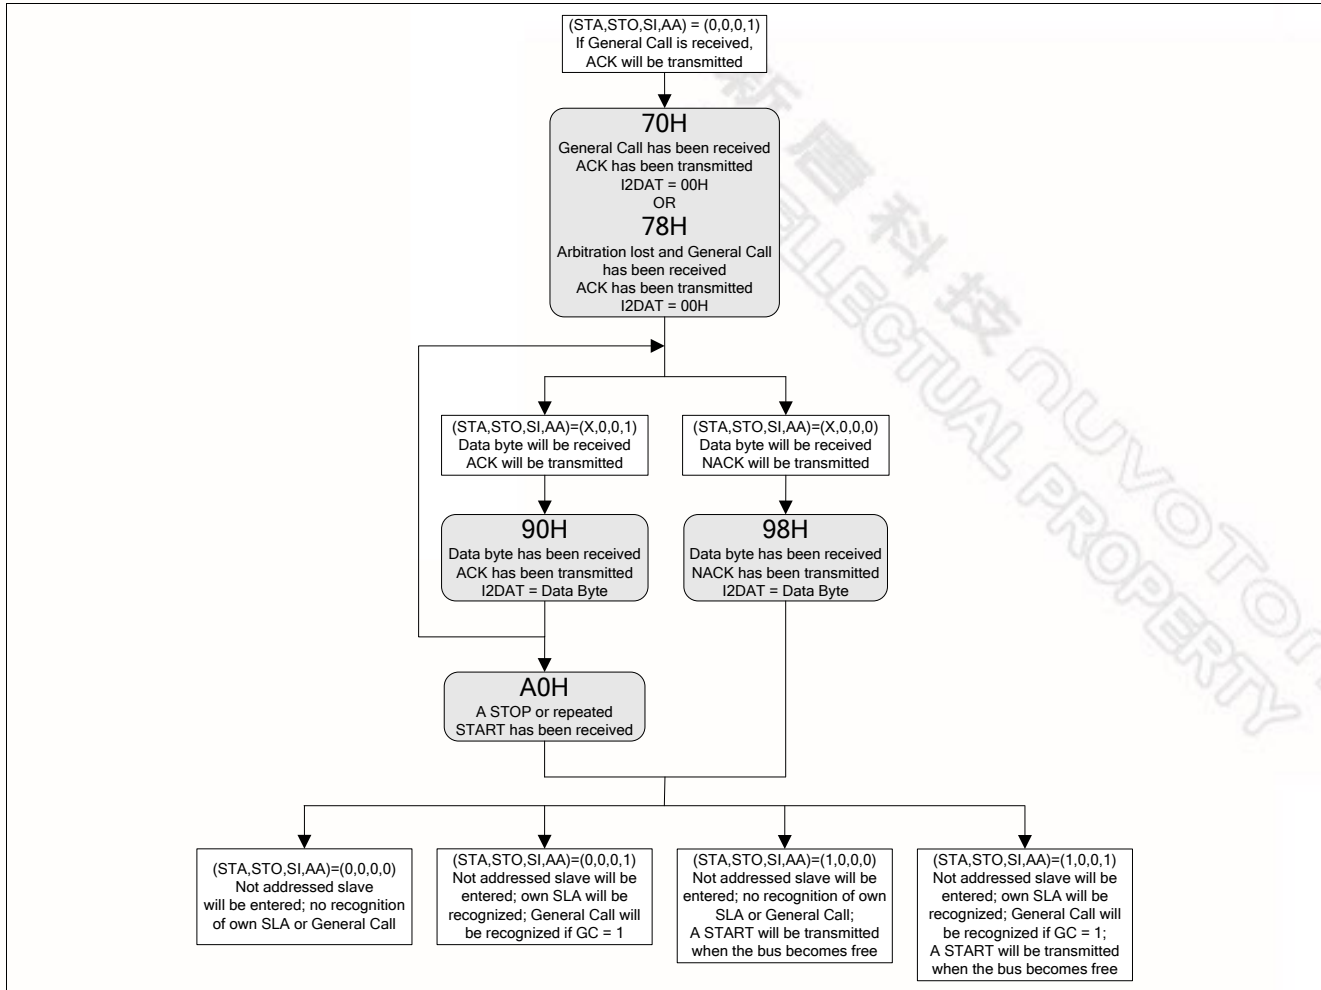 (STA,STO,SI,AA) = (0,0,0,1)
If General Call is received,
ACK will be transmitted
70H
General Call has been received
ACK has been transmitted
I2DAT = 00H
OR
78H
Arbitration lost and General Call
has been received
ACK has been transmitted
I2DAT = 00H
(STA,STO,SI,AA)=(X,0,0,1)
Data byte will be received
ACK will be transmitted
(STA,STO,SI,AA)=(X,0,0,0)
Data byte will be received
NACK will be transmitted
90H
Data byte has been received
ACK has been transmitted
I2DAT = Data Byte
98H
Data byte has been received
NACK has been transmitted
I2DAT = Data Byte
A0H
A STOP or repeated
START has been received
(STA,STO,SI,AA)=(0,0,0,0)
Not addressed slave
will be entered; no recognition
of own SLA or General Call
(STA,STO,SI,AA)=(0,0,0,1)
Not addressed slave will be
entered; own SLA will be
recognized; General Call will
be recognized if GC = 1
(STA,STO,SI,AA)=(1,0,0,0)
Not addressed slave will be
entered; no recognition of own
SLA or General Call;
A START will be transmitted
when the bus becomes free
(STA,STO,SI,AA)=(1,0,0,1)
Not addressed slave will be
entered; own SLA will be
recognized; General Call will
be recognized if GC = 1;
A START will be transmitted
when the bus becomes free
新唐科技 nuvoTon
PROPERTY